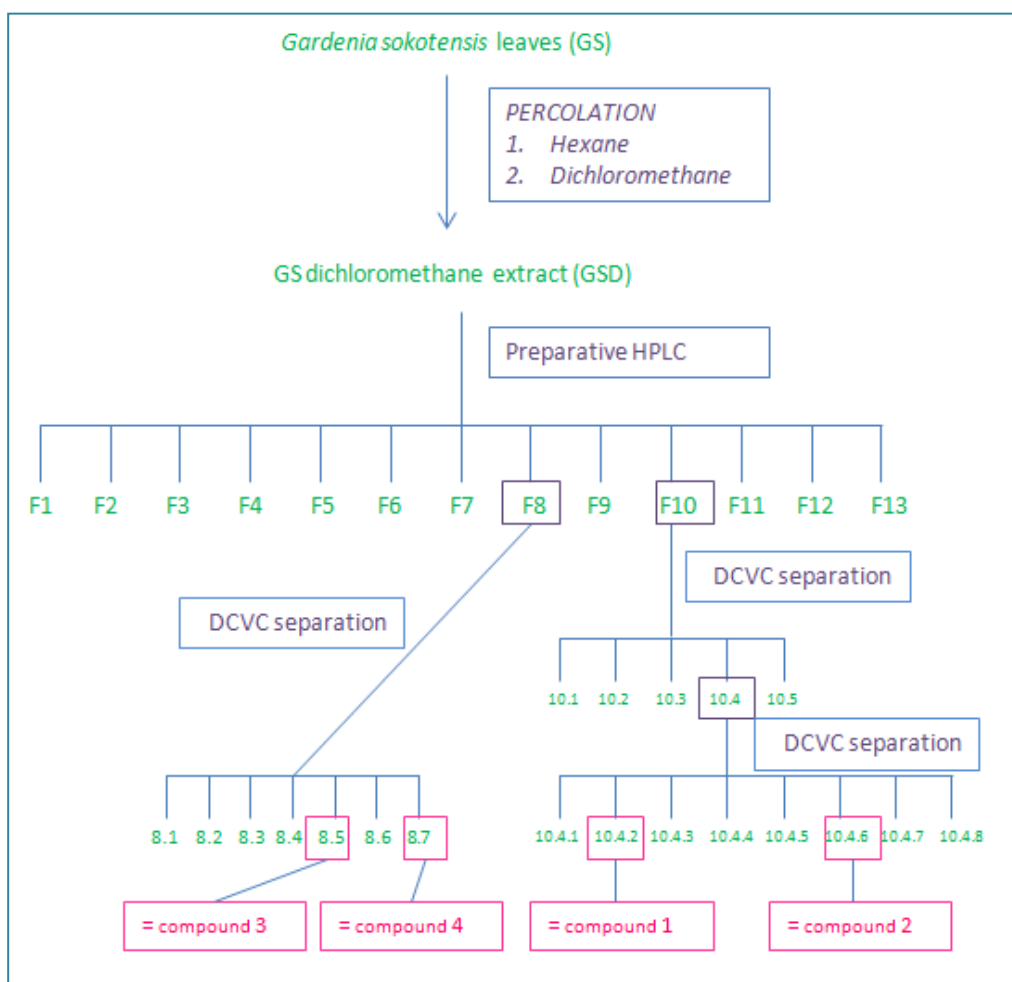 Gardenia sokotensis leaves (GS)
PERCOLATION
1. Hexane
2. Dichloromethane
GS dichloromethane extract (GSD)
Preparative HPLC
F1 F2 F3 F4 F5 F6 F7 F8 F9 F10 F11 F12 F13
DCVC separation
DCVC separation
10.1 10.2 10.3 10.4 10.5
DCVC separation
8.1 8.2 8.3 8.4 8.5 8.6 8.7 10.4.1 10.4.2 10.4.3 10.4.4 10.4.5 10.4.6 10.4.7 10.4.8
= compound 3 = compound 4 = compound 1 = compound 2